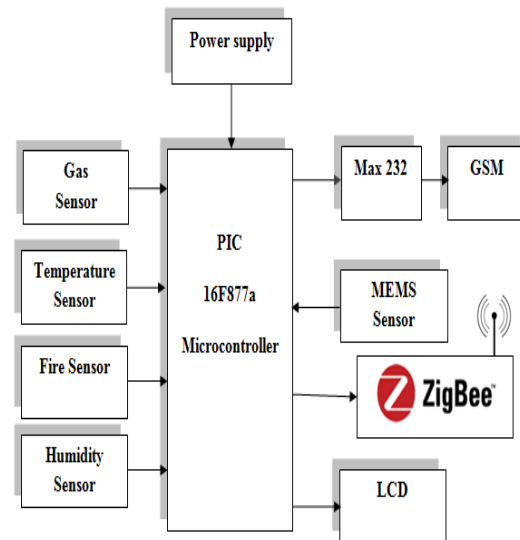 Power supply
Gas
Sensor
Temperature
Sensor
Fire Sensor
Humidity
Sensor
PIC
16F877a
Microcontroller
Max 232
GSM
MEMS
Sensor
ZigBee™
LCD